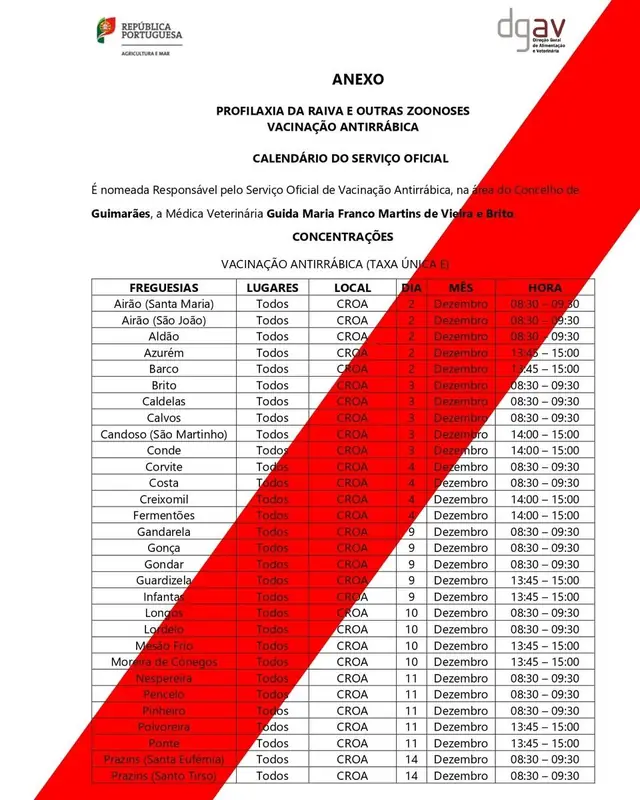 REPÚBLICA
PORTUGUESA
AGRICULTURA E MAR
dgav
Direção Geral
de Alimentação
e Veterinária
ANEXO
PROFILAXIA DA RAIVA E OUTRAS ZOONOSES
VACINAÇÃO ANTIRRÁBICA
CALENDÁRIO DO SERVIÇO OFICIAL
É nomeada Responsável pelo Serviço Oficial de Vacinação Antirrábica, na área do Concelho de
Guimarães, a Médica Veterinária Guida Maria Franco Martins de Vieira e Brito.
CONCENTRAÇÕES
VACINAÇÃO ANTIRRÁBICA (TAXA ÚNICA E)
FREGUESIAS LUGARES LOCAL DIA MÊS HORA
Airão (Santa Maria) Todos CROA 2 Dezembro 08:30 – 09:30
Airão (São João) Todos CROA 2 Dezembro 08:30 – 09:30
Aldão Todos CROA 2 Dezembro 08:30 – 09:30
Azurém Todos CROA 2 Dezembro 13:45 – 15:00
Barco Todos CROA 2 Dezembro 13:45 – 15:00
Brito Todos CROA 3 Dezembro 08:30 – 09:30
Caldelas Todos CROA 3 Dezembro 08:30 – 09:30
Calvos Todos CROA 3 Dezembro 08:30 – 09:30
Candoso (São Martinho) Todos CROA 3 Dezembro 14:00 – 15:00
Conde Todos CROA 3 Dezembro 14:00 – 15:00
Corvite Todos CROA 4 Dezembro 08:30 – 09:30
Costa Todos CROA 4 Dezembro 08:30 – 09:30
Creixomil Todos CROA 4 Dezembro 14:00 – 15:00
Fermentões Todos CROA 4 Dezembro 14:00 – 15:00
Gandarela Todos CROA 9 Dezembro 08:30 – 09:30
Gonça Todos CROA 9 Dezembro 08:30 – 09:30
Gondar Todos CROA 9 Dezembro 08:30 – 09:30
Guardizela Todos CROA 9 Dezembro 13:45 – 15:00
Infantas Todos CROA 9 Dezembro 13:45 – 15:00
Longos Todos CROA 10 Dezembro 08:30 – 09:30
Lordelo Todos CROA 10 Dezembro 08:30 – 09:30
Mesão Frio Todos CROA 10 Dezembro 13:45 – 15:00
Moreira de Cónegos Todos CROA 10 Dezembro 13:45 – 15:00
Nespereira Todos CROA 11 Dezembro 08:30 – 09:30
Pencelo Todos CROA 11 Dezembro 08:30 – 09:30
Pinheiro Todos CROA 11 Dezembro 08:30 – 09:30
Polvoreira Todos CROA 11 Dezembro 13:45 – 15:00
Ponte Todos CROA 11 Dezembro 13:45 – 15:00
Prazins (Santa Eufémia) Todos CROA 14 Dezembro 08:30 – 09:30
Prazins (Santo Tirso) Todos CROA 14 Dezembro 08:30 – 09:30